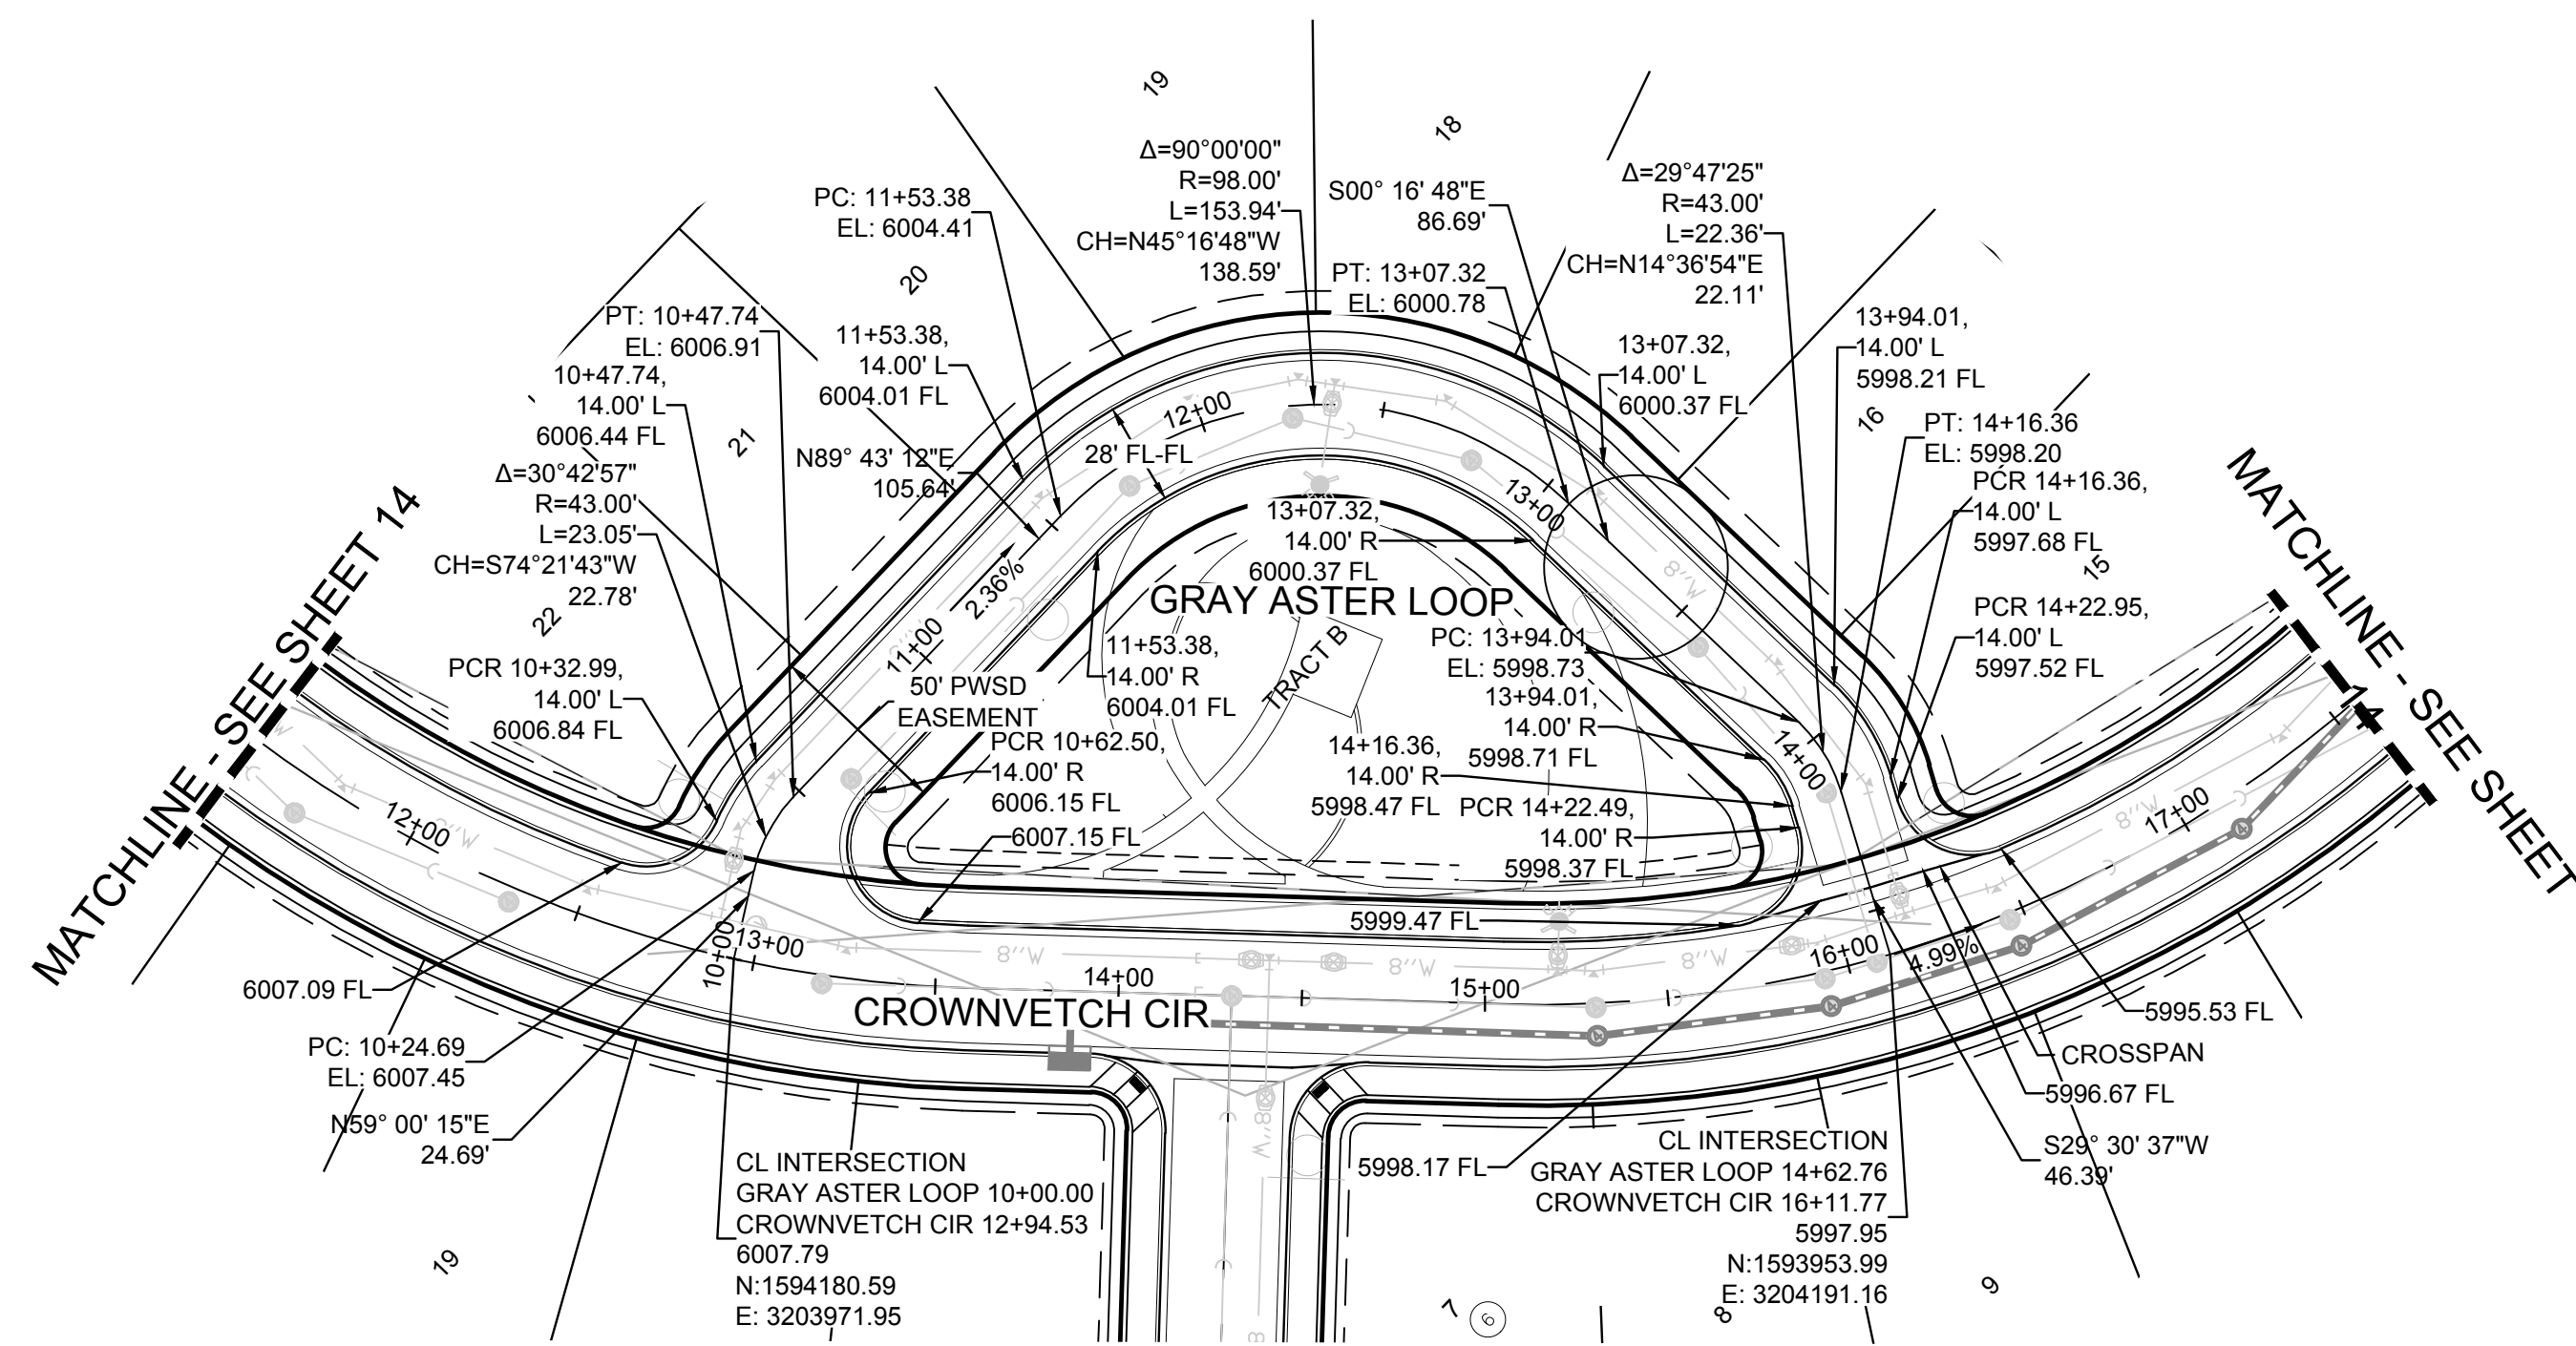 19
18
Δ=90°00'00"
R=98.00'
L=153.94'
CH=N45°16'48"W
138.59'
S00° 16' 48"E
86.69'
Δ=29°47'25"
R=43.00'
L=22.36'
CH=N14°36'54"E
22.11'
PC: 11+53.38
EL: 6004.41
20
PT: 13+07.32
EL: 6000.78
PT: 10+47.74
EL: 6006.91
11+53.38,
14.00' L
6004.01 FL
13+07.32,
14.00' L
6000.37 FL
13+94.01,
14.00' L
5998.21 FL
16
10+47.74,
14.00' L
6006.44 FL
21
12+00
28' FL-FL
N89° 43' 12"E
105.64'
PT: 14+16.36
EL: 5998.20
PCR 14+16.36,
14.00' L
5997.68 FL
15
Δ=30°42'57"
R=43.00'
L=23.05'
CH=S74°21'43"W
22.78'
22
MATCHLINE - SEE SHEET 14
13+00
13+07.32,
14.00' R
6000.37 FL
GRAY ASTER LOOP
2.36%
11+00
8"W
8"W
11+53.38,
14.00' R
6004.01 FL
TRACT B
PC: 13+94.01
EL: 5998.73
13+94.01,
14.00' R
5998.71 FL
PCR 14+22.95,
14.00' L
5997.52 FL
MATCHLINE - SEE SHEET
14
PCR 10+32.99,
14.00' L
6006.84 FL
50' PWSD
EASEMENT
PCR 10+62.50,
14.00' R
6006.15 FL
6007.15 FL
14+16.36,
14.00' R
5998.47 FL
PCR 14+22.49,
14.00' R
5998.37 FL
14+00
12+00
8"W
17+00
8"W
5999.47 FL
10+00
13+00
8"W
14+00
8"W
15+00
8"W
16+00
4.99%
CROWNVETCH CIR
6007.09 FL
PC: 10+24.69
EL: 6007.45
N59° 00' 15"E
24.69'
5995.53 FL
CROSSPAN
5996.67 FL
S29° 30' 37"W
46.39'
5998.17 FL
8"W
8
CL INTERSECTION
GRAY ASTER LOOP 10+00.00
CROWNVETCH CIR 12+94.53
6007.79
N:1594180.59
E: 3203971.95
CL INTERSECTION
GRAY ASTER LOOP 14+62.76
CROWNVETCH CIR 16+11.77
5997.95
N:1593953.99
E: 3204191.16
19
7
6
8
9